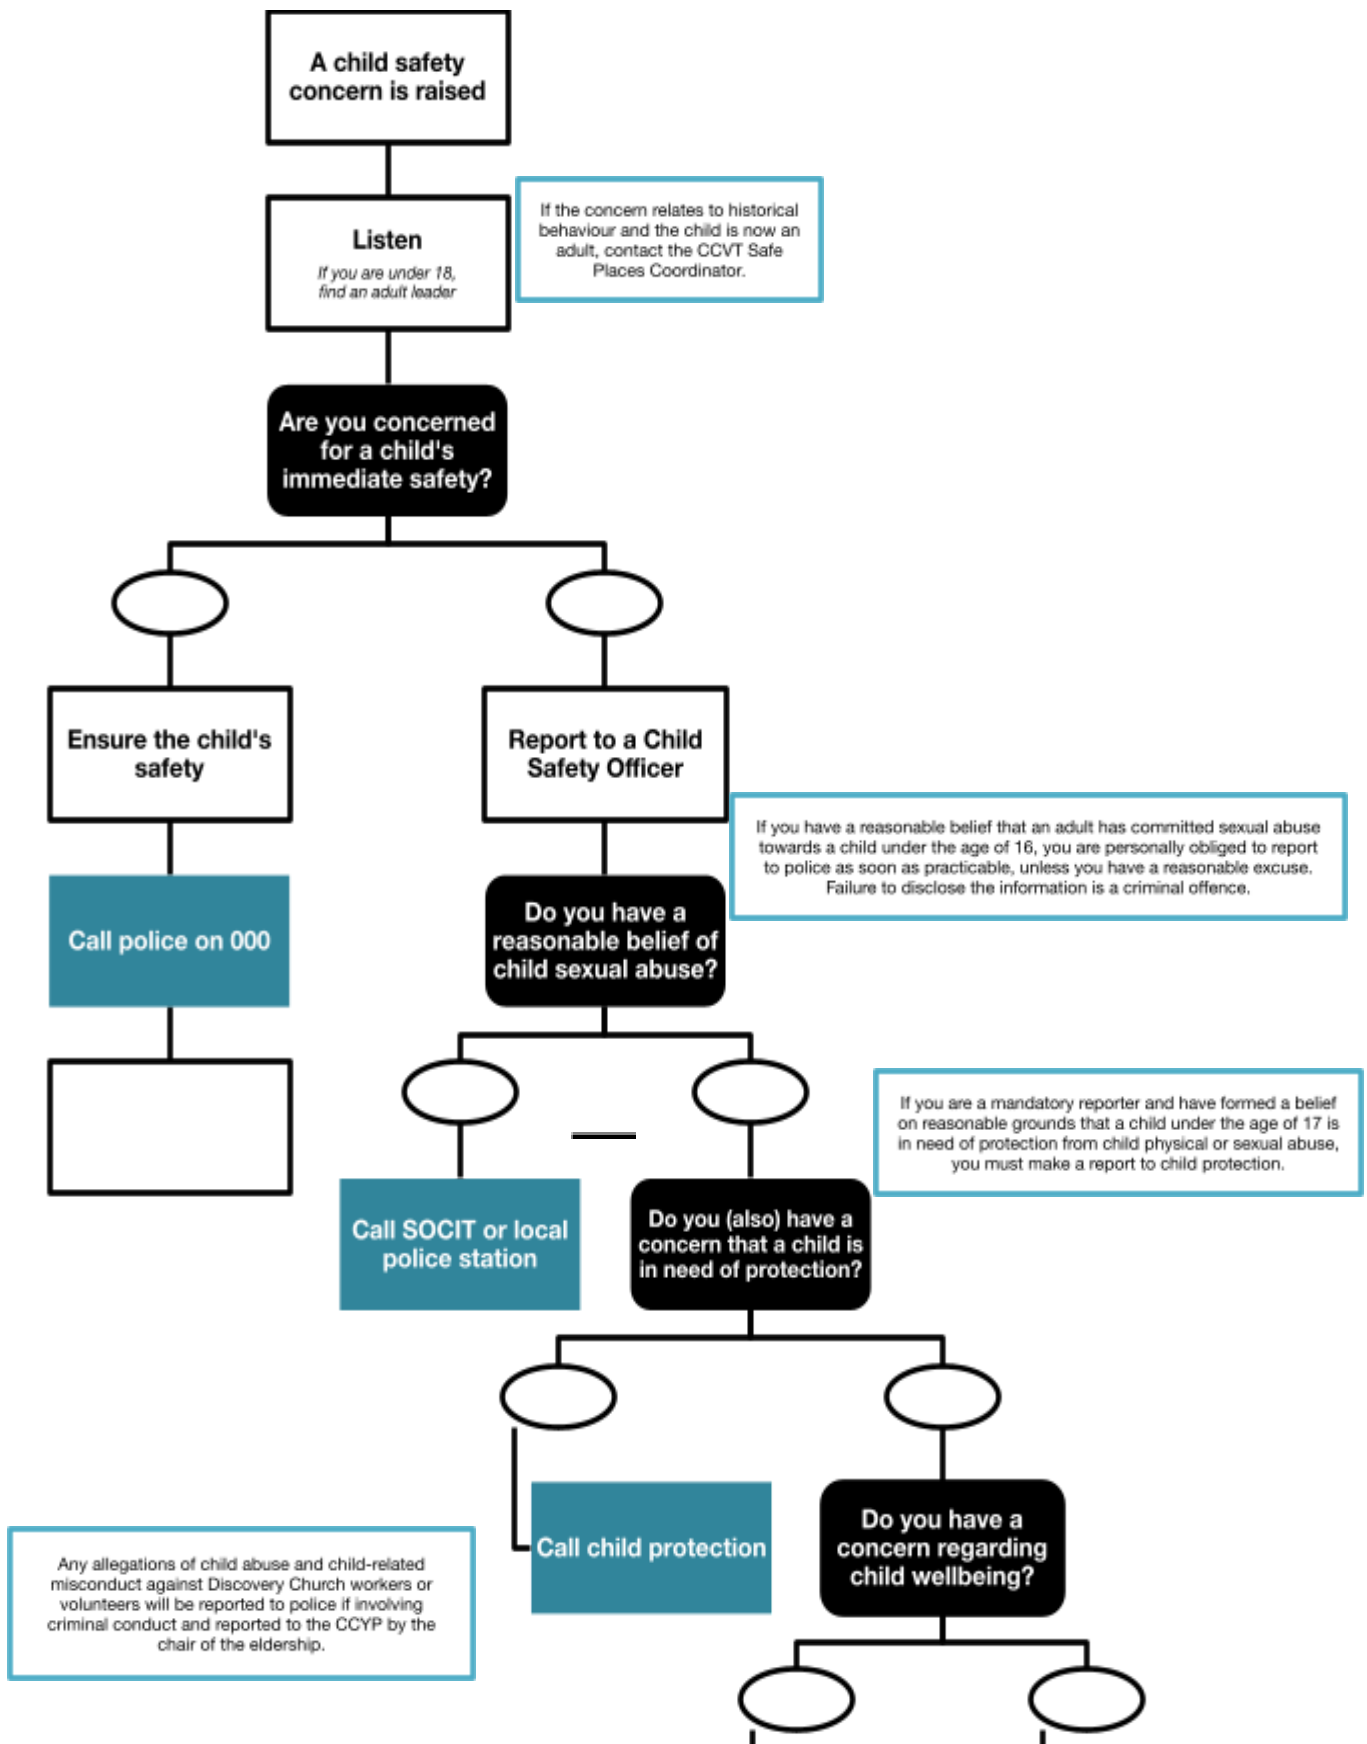 A child safety
concern is raised
Listen
If you are under 18,
find an adult leader
If the concern relates to historical
behaviour and the child is now an
adult, contact the CCVT Safe
Places Coordinator.
Are you concerned
for a child's
immediate safety?
Ensure the child's
safety
Report to a Child
Safety Officer
If you have a reasonable belief that an adult has committed sexual abuse
towards a child under the age of 16, you are personally obliged to report
to police as soon as practicable, unless you have a reasonable excuse.
Failure to disclose the information is a criminal offence.
Call police on 000
Do you have a
reasonable belief of
child sexual abuse?
If you are a mandatory reporter and have formed a belief
on reasonable grounds that a child under the age of 17 is
in need of protection from child physical or sexual abuse,
you must make a report to child protection.
Call SOCIT or local
police station
Do you (also) have a
concern that a child is
in need of protection?
Call child protection
Do you have a
concern regarding
child wellbeing?
Any allegations of child abuse and child-related
misconduct against Discovery Church workers or
volunteers will be reported to police if involving
criminal conduct and reported to the CCYP by the
chair of the eldership.